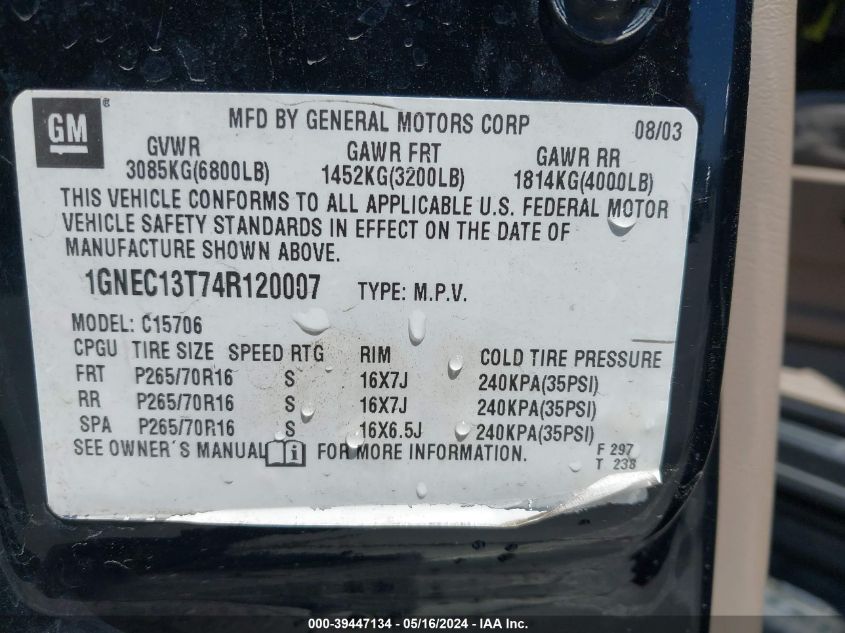 GM
MFD BY GENERAL MOTORS CORP 08/03
GVWR GAWR FRT GAWR RR
3085KG(6800LB) 1452KG(3200LB) 1814KG(4000LB)
THIS VEHICLE CONFORMS TO ALL APPLICABLE U.S. FEDERAL MOTOR
VEHICLE SAFETY STANDARDS IN EFFECT ON THE DATE OF
MANUFACTURE SHOWN ABOVE.
1GNEC13T74R120007 TYPE: M.P.V.
MODEL: C15706
CPGU TIRE SIZE SPEED RTG RIM COLD TIRE PRESSURE
FRT P265/70R16 S 16X7J 240KPA(35PSI)
RR P265/70R16 S 16X7J 240KPA(35PSI)
SPA P265/70R16 S 16X6.5J 240KPA(35PSI)
SEE OWNER´S MANUAL i FOR MORE INFORMATION. F 297
T 238
000-39447134 - 05/16/2024 - IAA Inc.